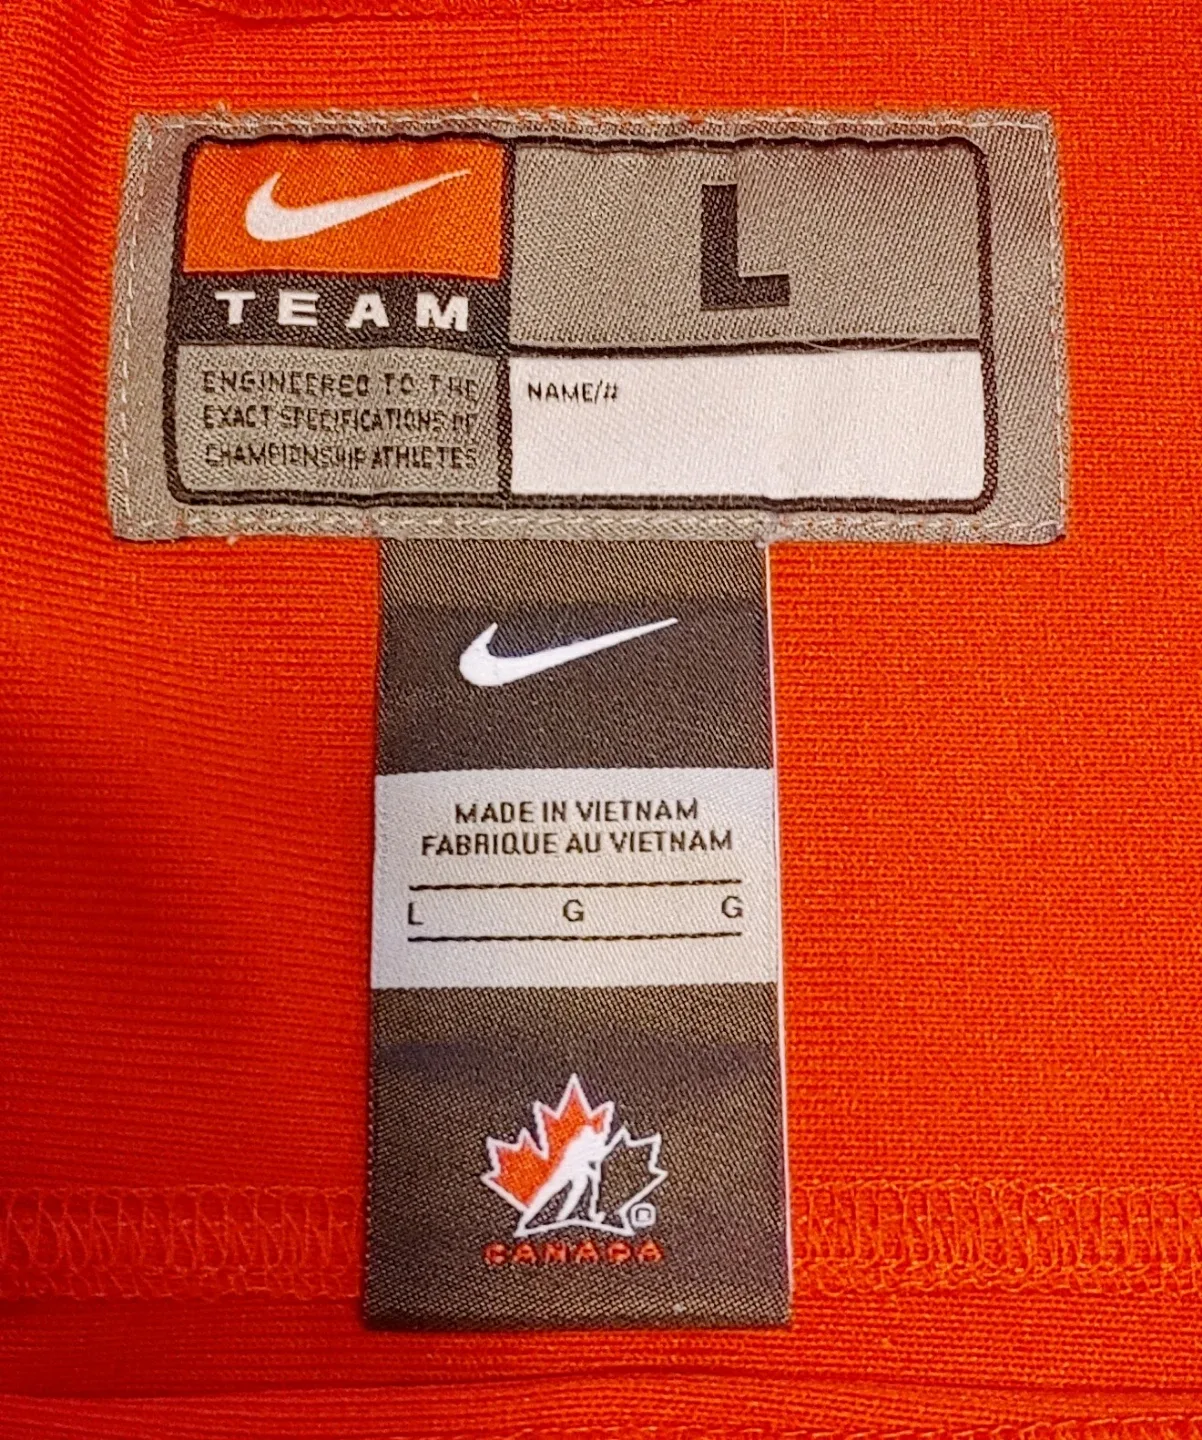 TEAM
L
ENGINEERED TO THE
EXACT SPECIFICATIONS OF
CHAMPIONSHIP ATHLETES
NAME/#
MADE IN VIETNAM
FABRIQUE AU VIETNAM
L G G
CANADA
®